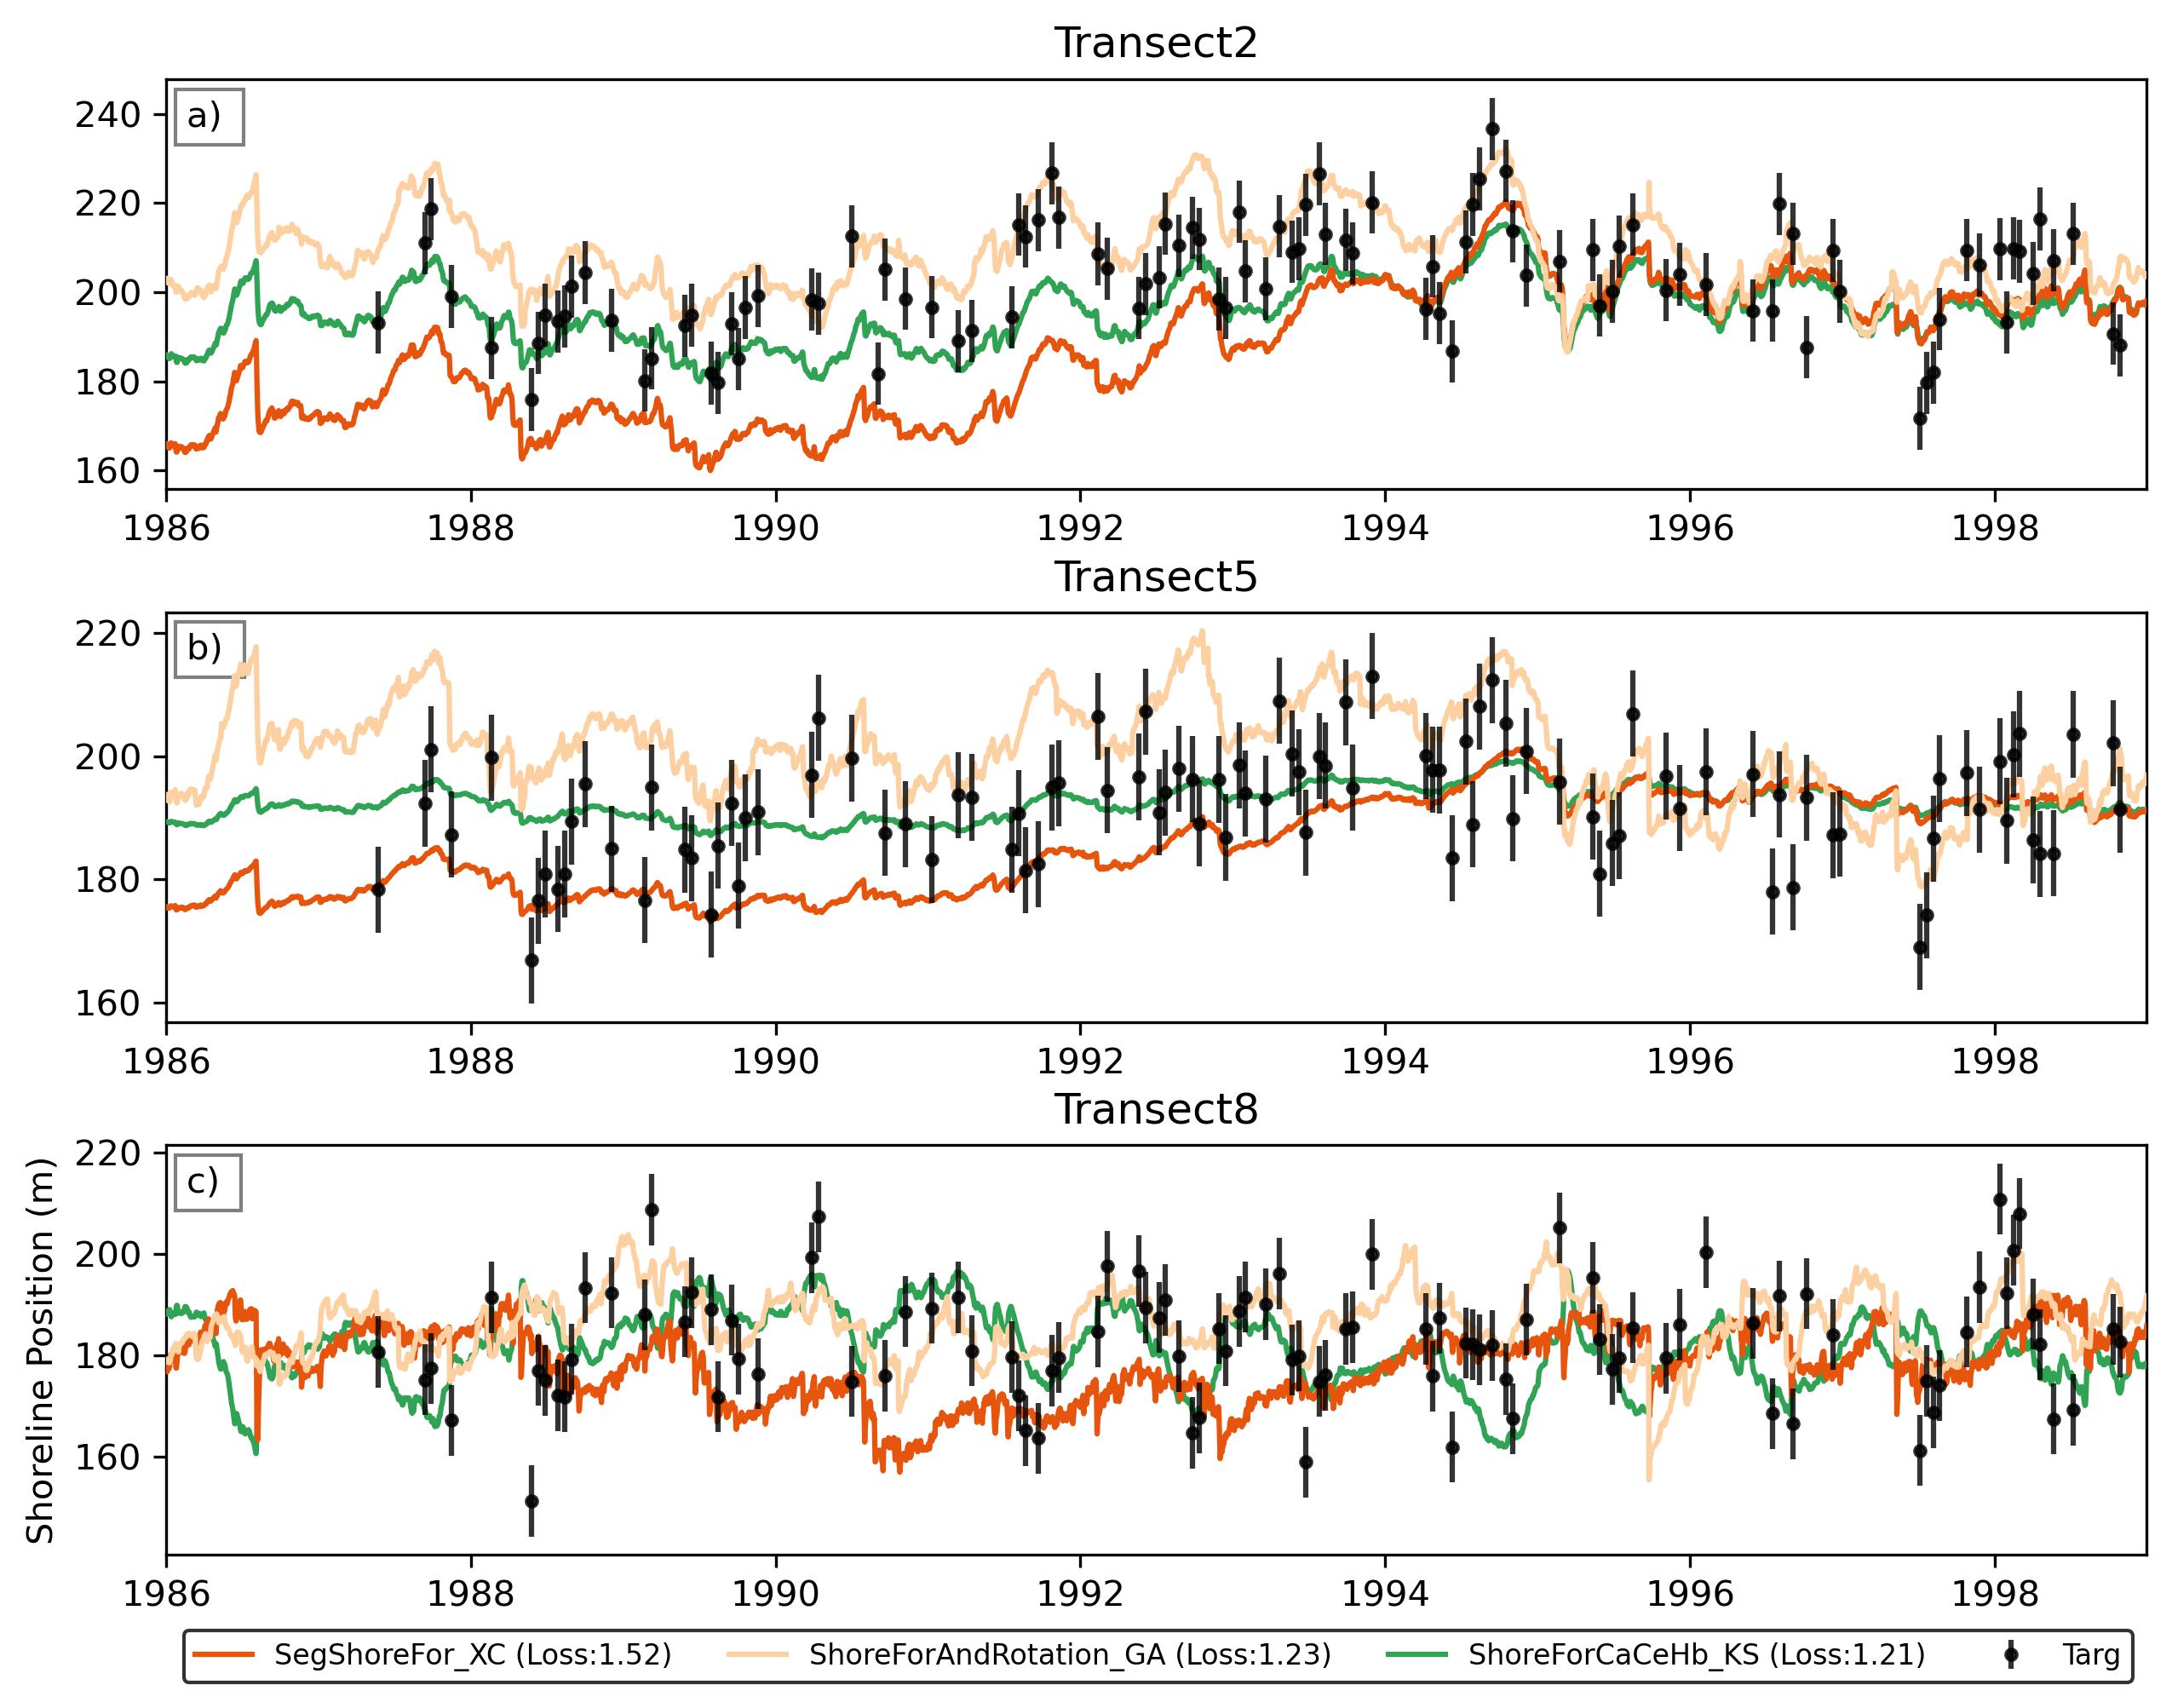 Transect2
a)
240
220
200
180
160
1986 1988 1990 1992 1994 1996 1998
Transect5
b)
220
200
180
160
1986 1988 1990 1992 1994 1996 1998
Transect8
c)
Shoreline Position (m)
220
200
180
160
1986 1988 1990 1992 1994 1996 1998
SegShoreFor_XC (Loss:1.52) ShoreForAndRotation_GA (Loss:1.23) ShoreForCaCeHb_KS (Loss:1.21) Targ